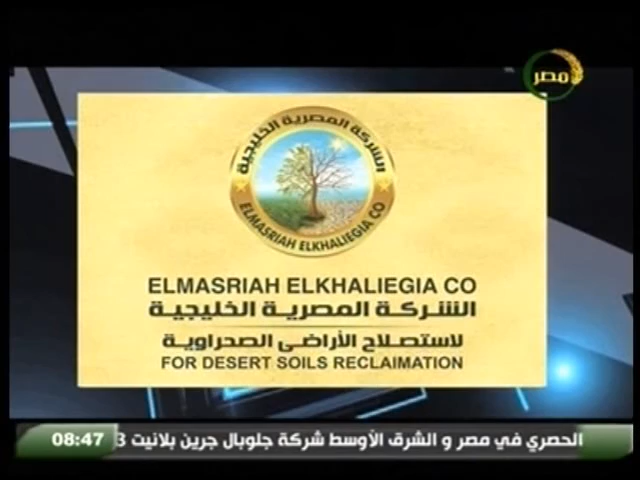 مصر
الشركة المصرية الخليجية
ELMASRIAH ELKHALIEGIA CO
ELMASRIAH ELKHALIEGIA CO
الشركة المصرية الخليجية
لاستصلاح الأراضى الصحراوية
FOR DESERT SOILS RECLAIMATION
08:47
الحصري في مصر و الشرق الأوسط شركة جلوبال جرين بلانيت 3